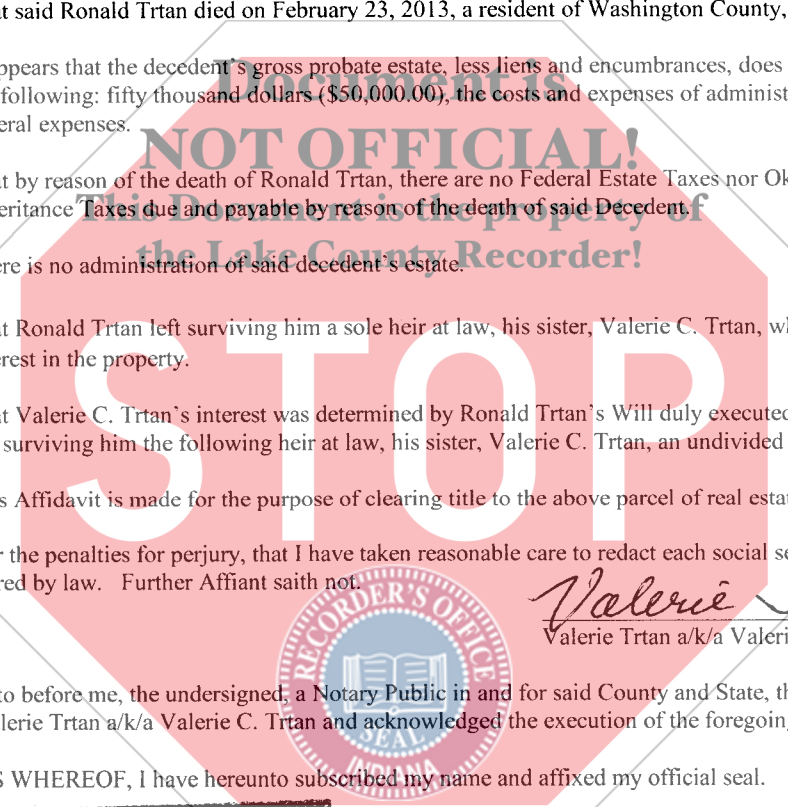 t said Ronald Trtan died on February 23, 2013, a resident of Washington County,
ppears that the decedent's gross probate estate, less liens and encumbrances, does
following: fifty thousand dollars ($50,000.00), the costs and expenses of administ
eral expenses.
t by reason of the death of Ronald Trtan, there are no Federal Estate Taxes nor Ok
eritance Taxes due and payable by reason of the death of said Decedent.
re is no administration of said decedent's estate.
t Ronald Trtan left surviving him a sole heir at law, his sister, Valerie C. Trtan, wh
erest in the property.
t Valerie C. Trtan's interest was determined by Ronald Trtan's Will duly executed
surviving him the following heir at law, his sister, Valerie C. Trtan, an undivided
s Affidavit is made for the purpose of clearing title to the above parcel of real esta
r the penalties for perjury, that I have taken reasonable care to redact each social se
red by law. Further Affiant saith not.
Valerie
Valerie Trtan a/k/a Valeri
to before me, the undersigned, a Notary Public in and for said County and State, th
lerie Trtan a/k/a Valerie C. Trtan and acknowledged the execution of the foregoing
S WHEREOF, I have hereunto subscribed my name and affixed my official seal.
Document is
NOT OFFICIAL!
This Document is the property of
the Lake County Recorder!
STOP
RECORDER'S OFFICE
SEAL
INDIANA